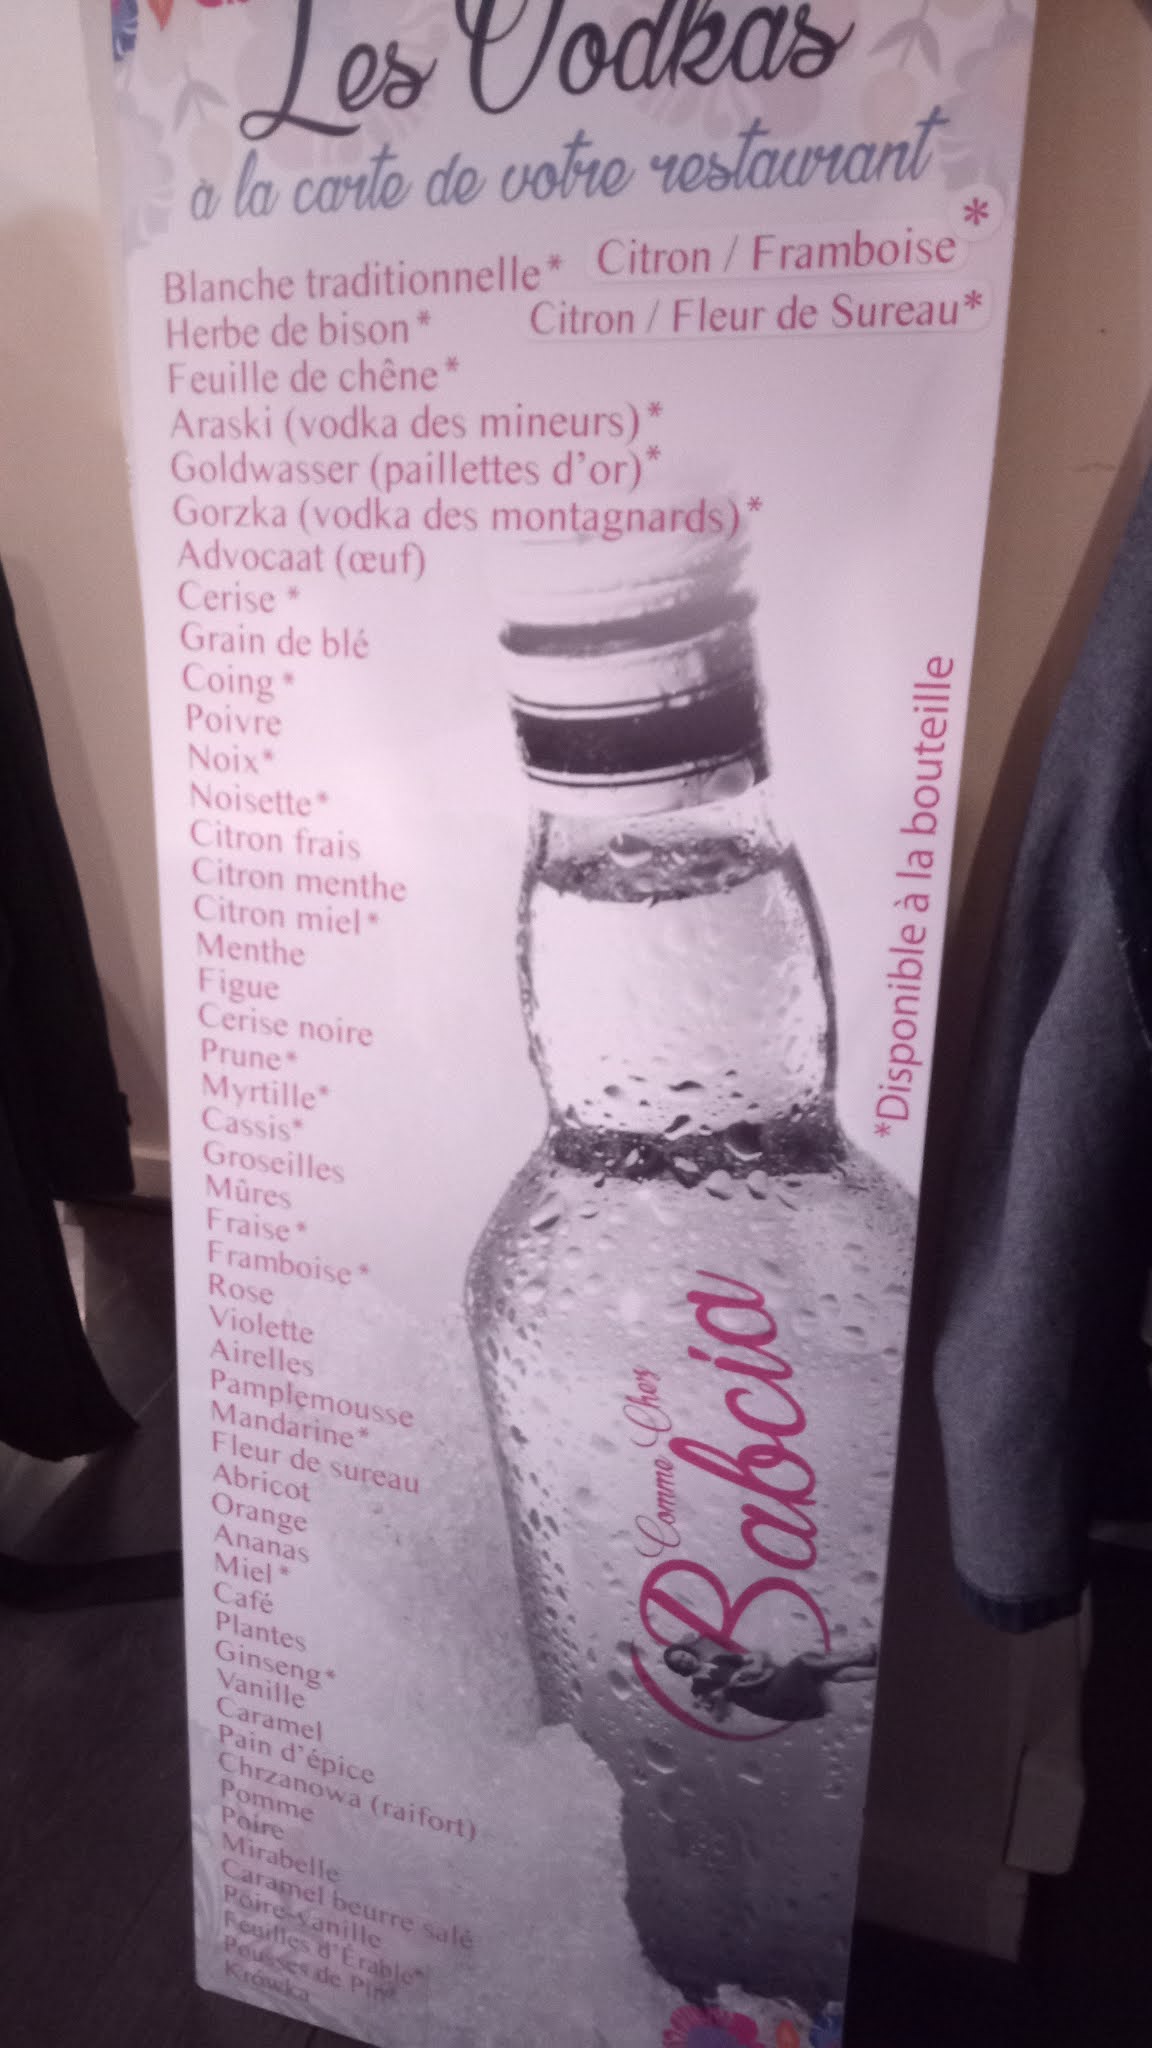 Les Vodkas
à la carte de votre restaurant
Blanche traditionnelle* Citron / Framboise *
Herbe de bison* Citron / Fleur de Sureau*
Feuille de chêne*
Araski (vodka des mineurs)*
Goldwasser (paillettes d'or)*
Gorzka (vodka des montagnards)*
Advocaat (œuf)
Cerise *
Grain de blé
Coing *
Poivre
Noix*
Noisette*
Citron frais
Citron menthe
Citron miel*
Menthe
Figue
Cerise noire
Prune*
Myrtille*
Cassis*
Groseilles
Mûres
Fraise*
Framboise*
Rose
Violette
Airelles
Pamplemousse
Mandarine*
Fleur de sureau
Abricot
Orange
Ananas
Miel*
Café
Plantes
Ginseng*
Vanille
Caramel
Pain d'épice
Chrzanowa (raifort)
Pomme
Poire
Mirabelle
Caramel beurre salé
Poire-vanille
Feuilles d'Érable*
Pousses de Pin*
Krówka
*Disponible à la bouteille
Comme Chez
Babcia